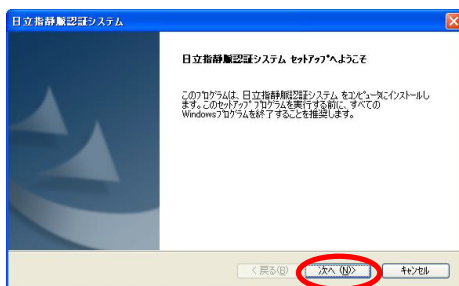 日立指静脈認証システム
日立指静脈認証システム ｾｯﾄｱｯﾌﾟへようこそ
このﾌﾟﾛｸﾞﾗﾑは、日立指静脈認証システム をｺﾝﾋﾟｭｰﾀにｲﾝｽﾄｰﾙし
ます。このｾｯﾄｱｯﾌﾟ ﾌﾟﾛｸﾞﾗﾑを実行する前に、すべての
Windowsﾌﾟﾛｸﾞﾗﾑを終了することを推奨します。
< 戻る(B) 次へ (N)> ｷｬﾝｾﾙ